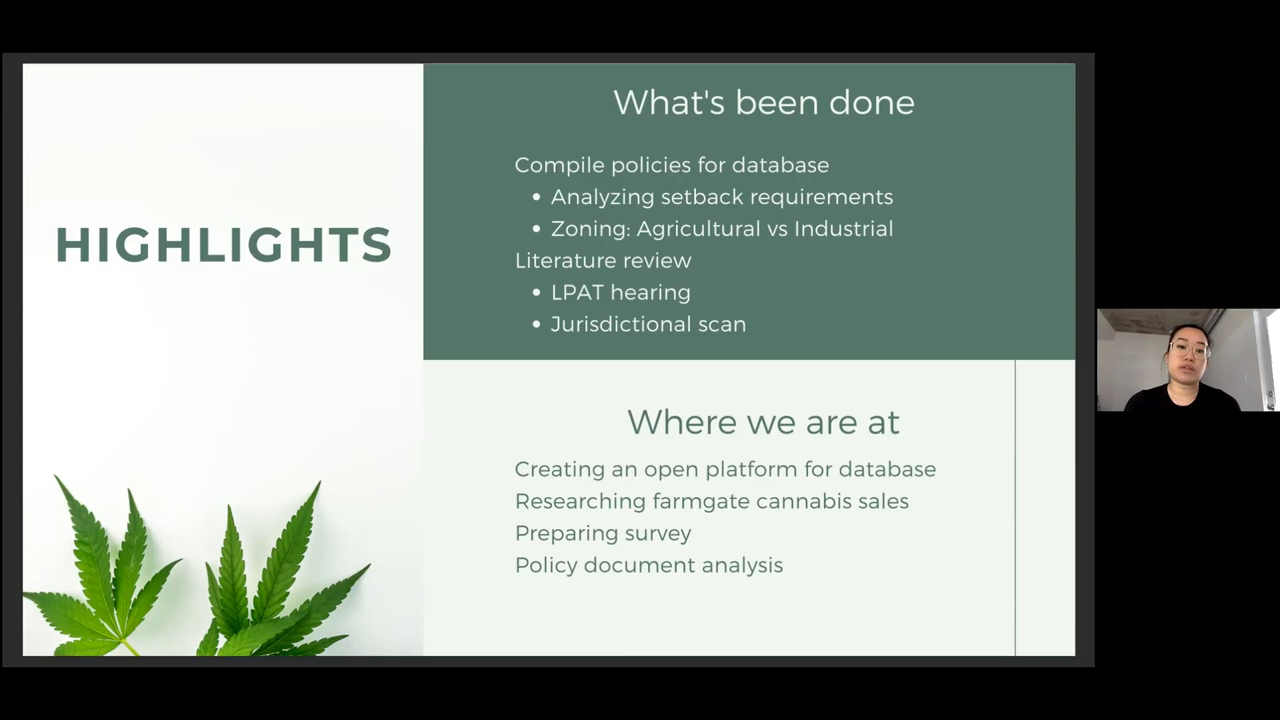 HIGHLIGHTS
What's been done
Compile policies for database
• Analyzing setback requirements
• Zoning: Agricultural vs Industrial
Literature review
• LPAT hearing
• Jurisdictional scan
Where we are at
Creating an open platform for database
Researching farmgate cannabis sales
Preparing survey
Policy document analysis